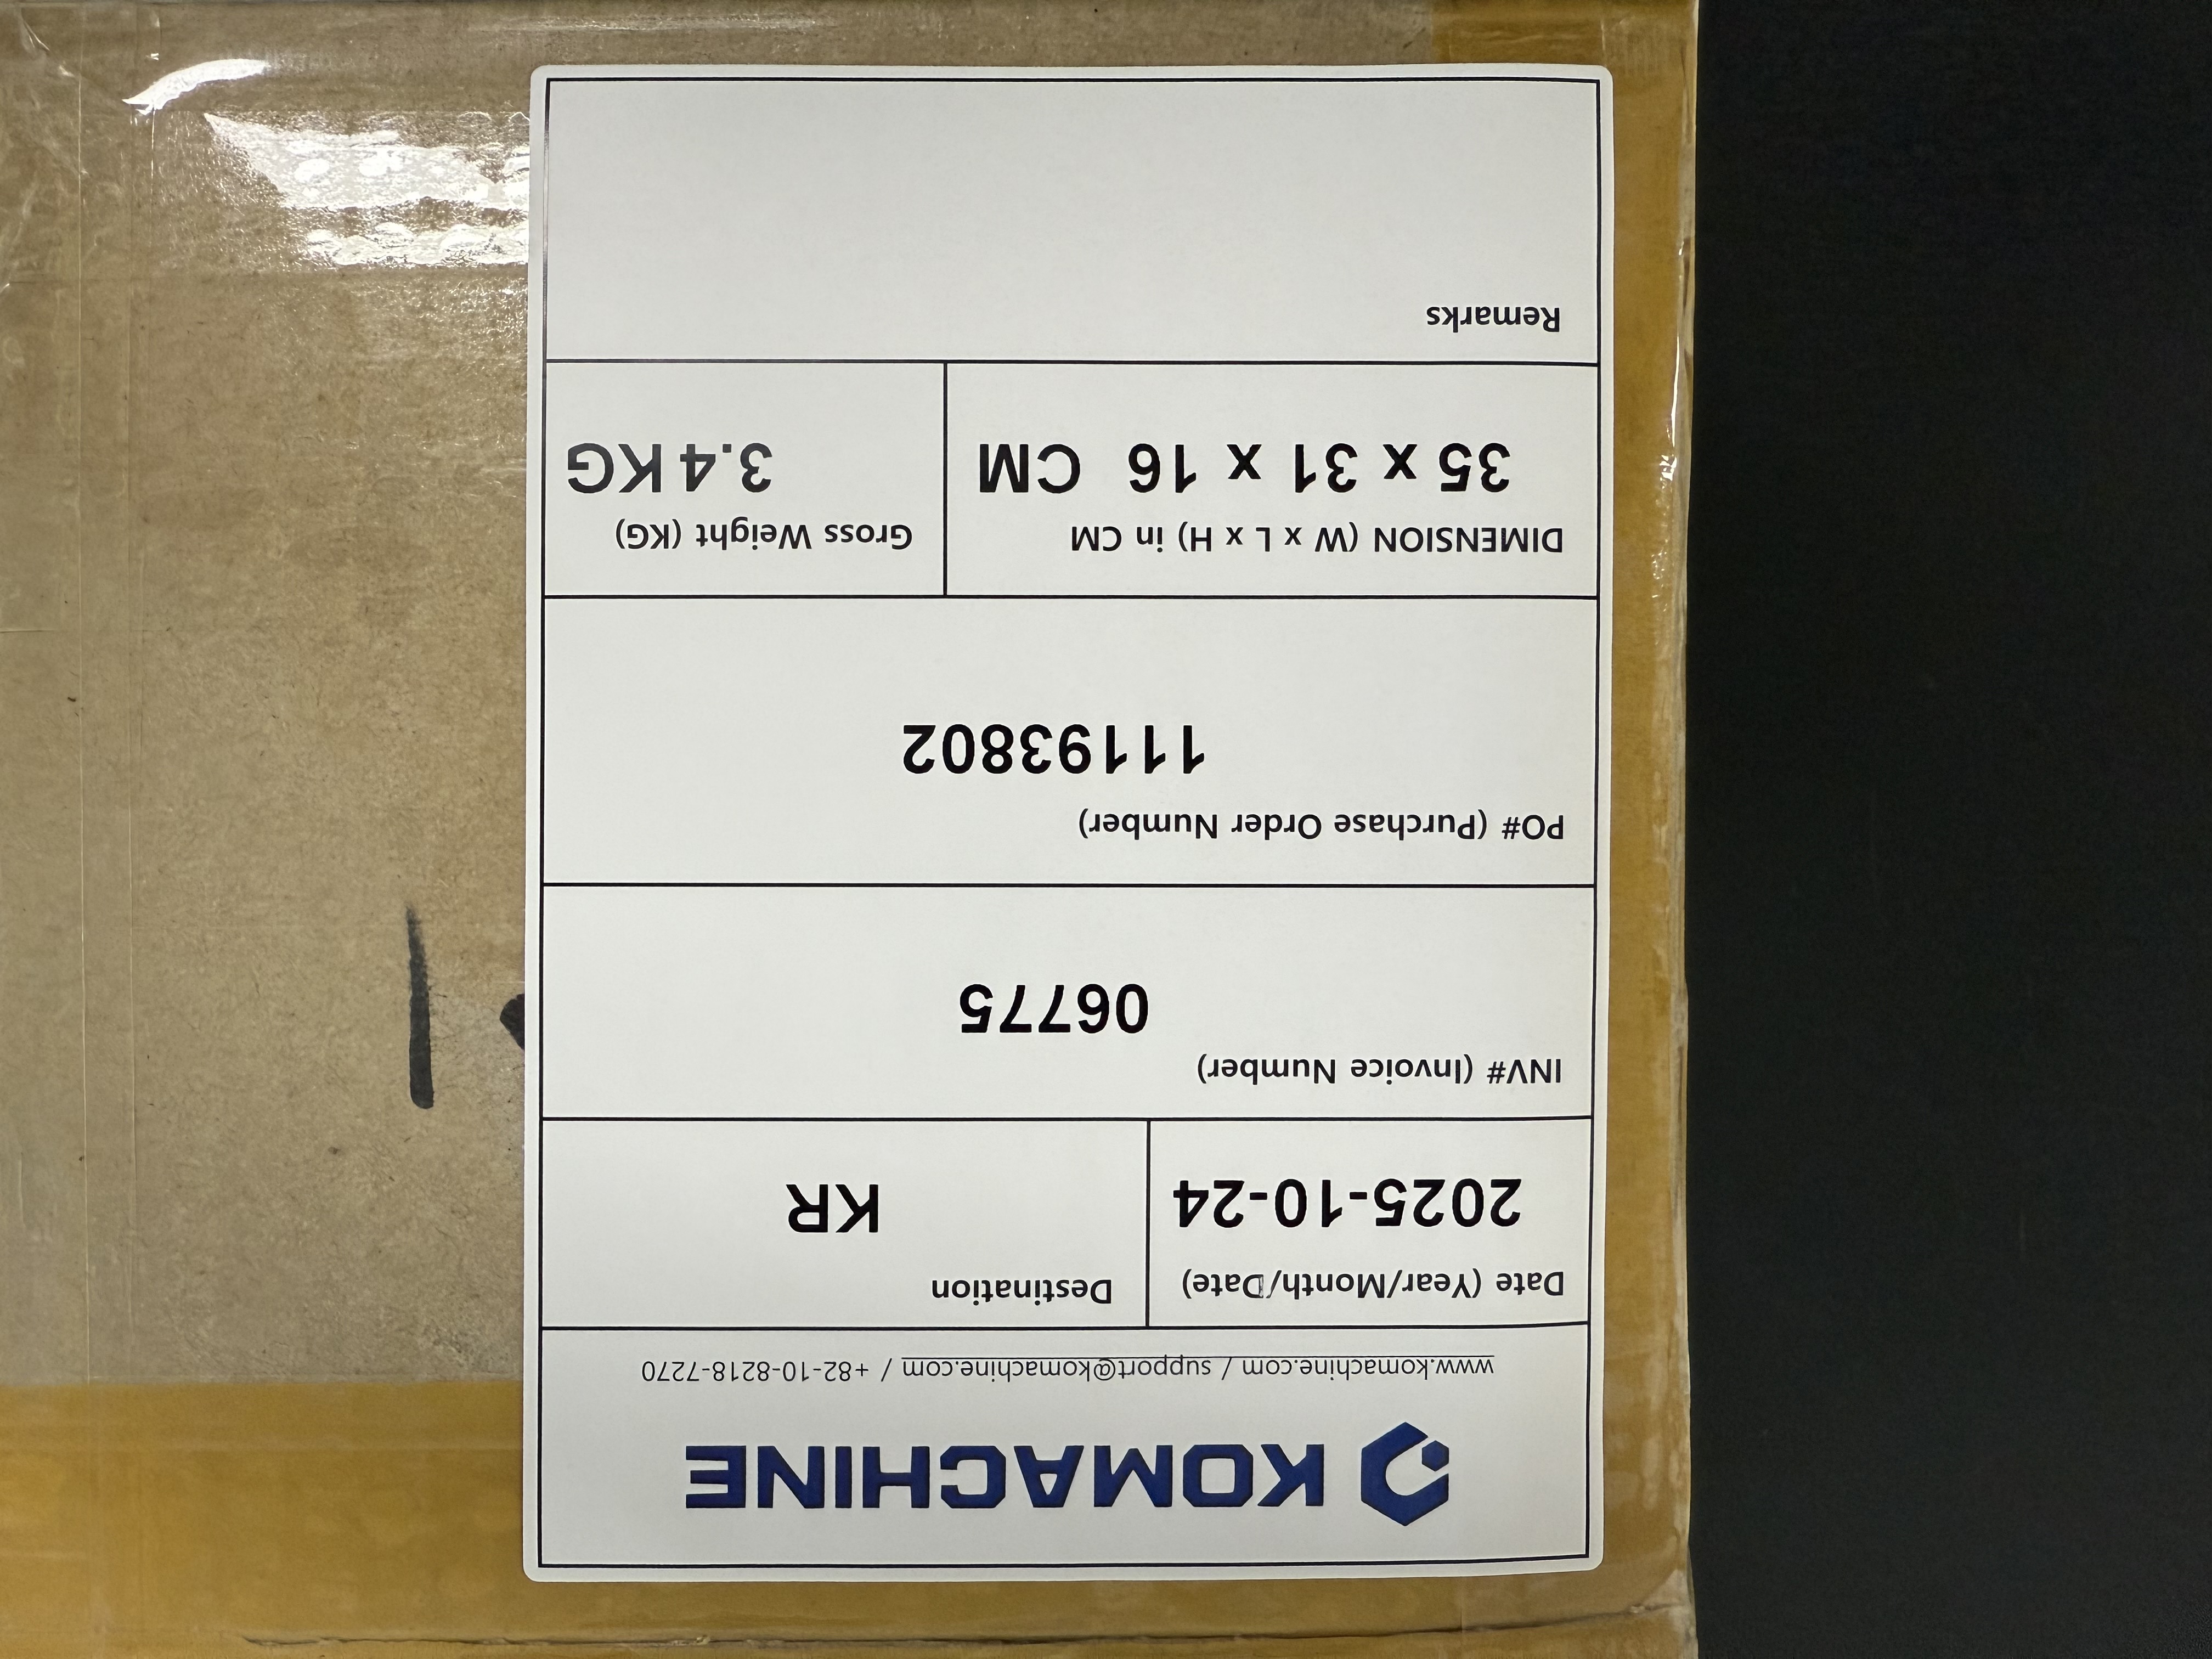 KOMACHINE
www.komachine.com / support@komachine.com / +82-10-8218-7270
Date (Year/Month/Date)
2025-10-24
Destination
KR
INV# (Invoice Number)
06775
PO# (Purchase Order Number)
11193802
DIMENSION (W x L x H) in CM
35 x 31 x 16 CM
Gross Weight (KG)
3.4 KG
Remarks